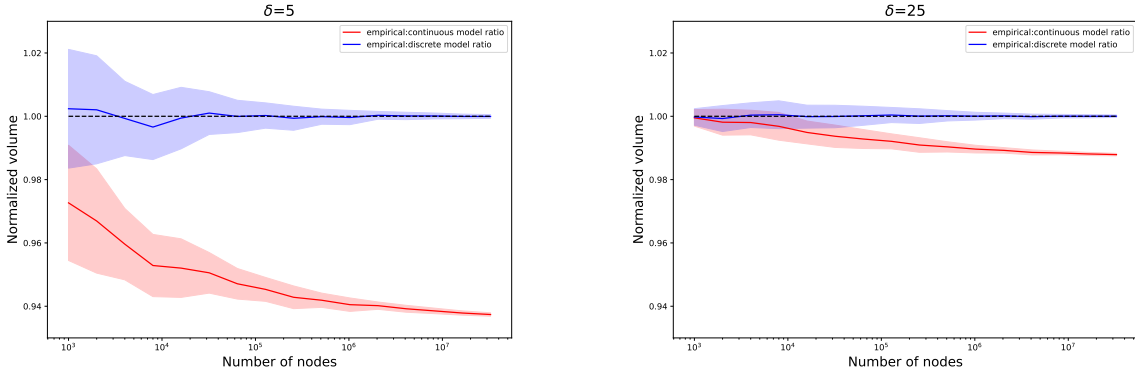 δ=5
empirical:continuous model ratio
empirical:discrete model ratio
1.02
1.00
0.98
0.96
0.94
Normalized volume
10³
10⁴
10⁵
10⁶
10⁷
Number of nodes
δ=25
empirical:continuous model ratio
empirical:discrete model ratio
1.02
1.00
0.98
0.96
0.94
Normalized volume
10³
10⁴
10⁵
10⁶
10⁷
Number of nodes